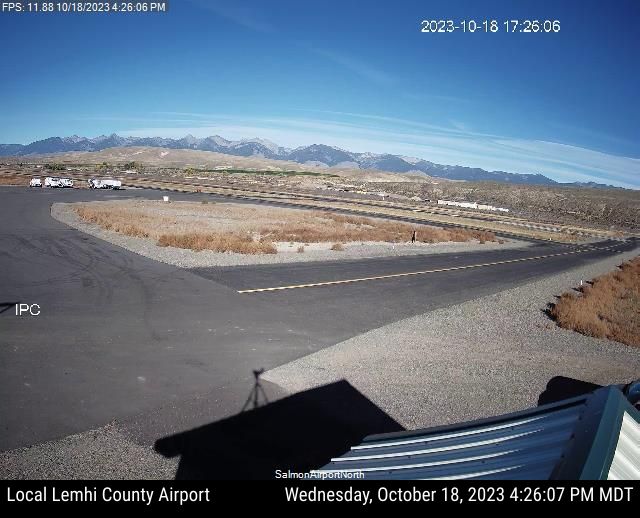 FPS: 11.88 10/18/2023 4:26:06 PM
2023-10-18 17:26:06
IPC
SalmonAirportNorth
Local Lemhi County Airport Wednesday, October 18, 2023 4:26:07 PM MDT